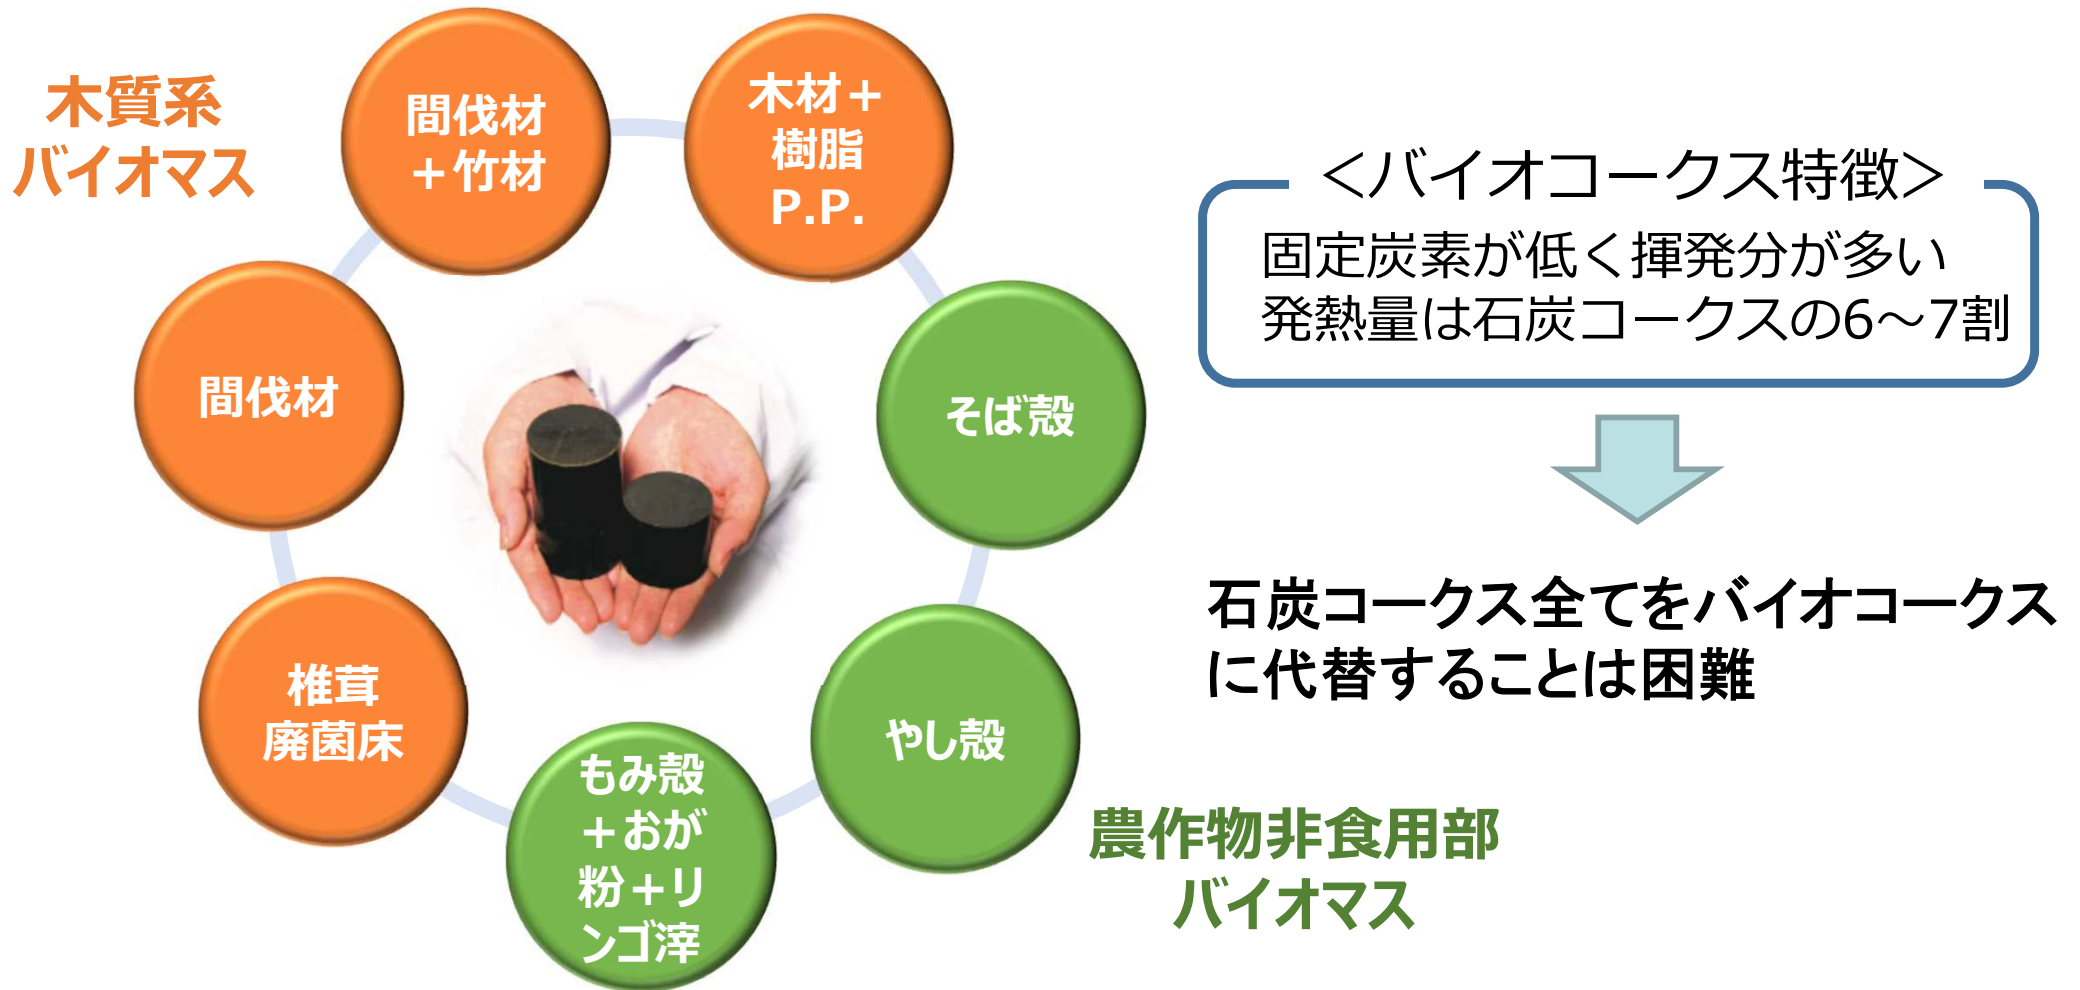 木質系
バイオマス
間伐材
＋竹材
木材＋
樹脂
P.P.
間伐材
そば殻
椎茸
廃菌床
やし殻
もみ殻
＋おが
粉＋リ
ンゴ滓
農作物非食用部
バイオマス
＜バイオコークス特徴＞
固定炭素が低く揮発分が多い
発熱量は石炭コークスの6～7割
石炭コークス全てをバイオコークス
に代替することは困難